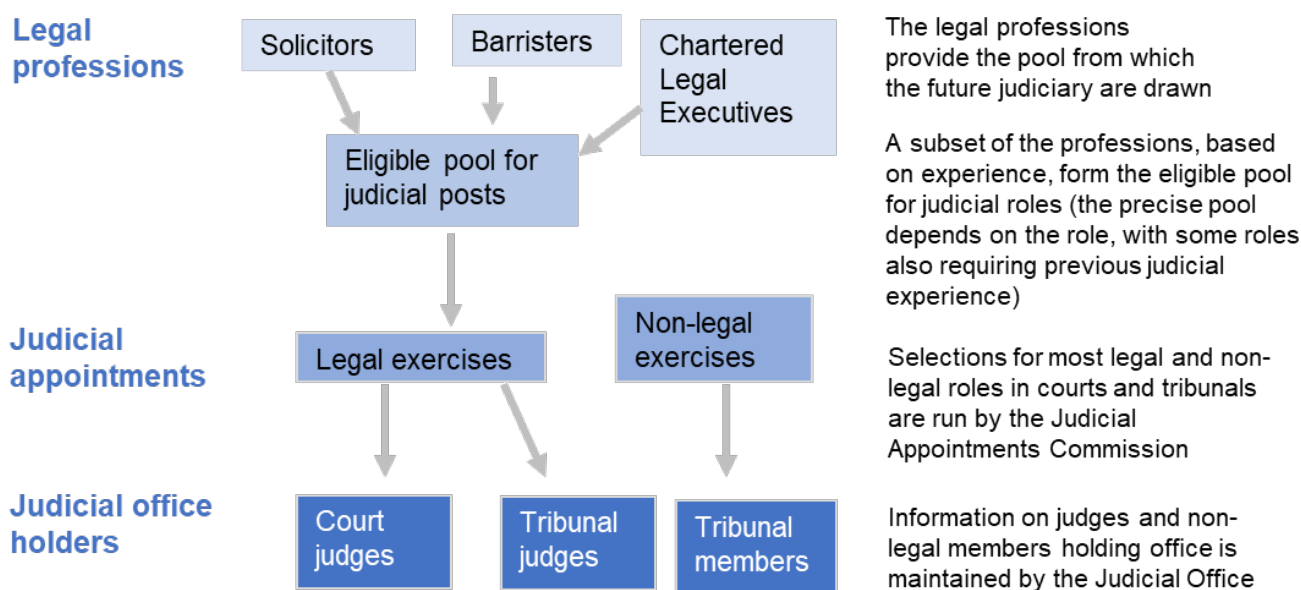 Legal
professions
Solicitors
Barristers
Chartered
Legal
Executives
The legal professions
provide the pool from which
the future judiciary are drawn
Eligible pool for
judicial posts
A subset of the professions, based
on experience, form the eligible pool
for judicial roles (the precise pool
depends on the role, with some roles
also requiring previous judicial
experience)
Judicial
appointments
Legal exercises
Non-legal
exercises
Selections for most legal and non-
legal roles in courts and tribunals
are run by the Judicial
Appointments Commission
Judicial office
holders
Court
judges
Tribunal
judges
Tribunal
members
Information on judges and non-
legal members holding office is
maintained by the Judicial Office